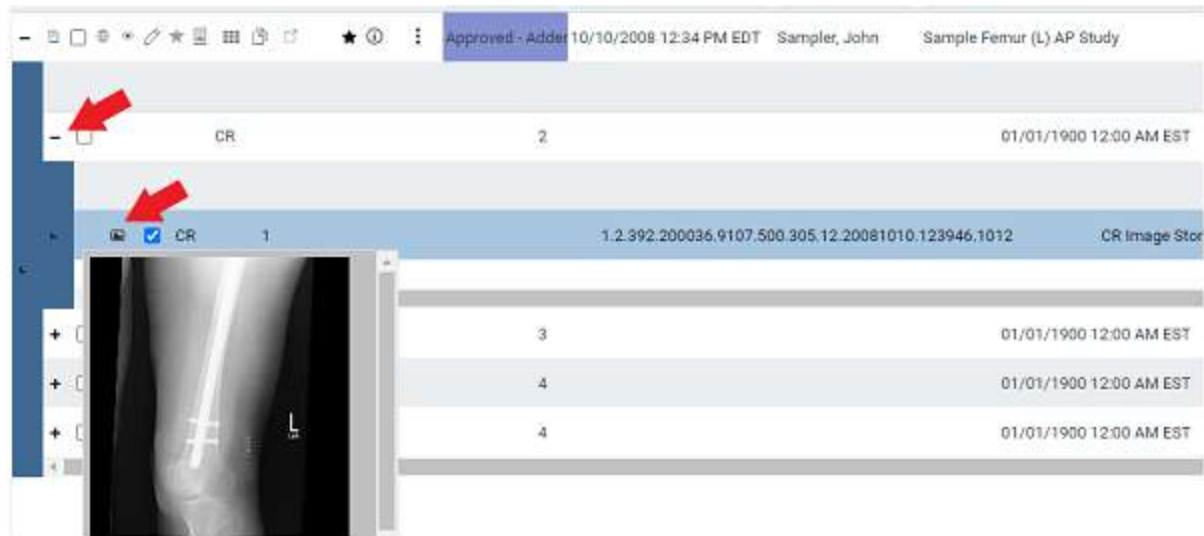 Approved - Adder 10/10/2008 12:34 PM EDT Sampler, John Sample Femur (L) AP Study
CR 2 01/01/1900 12:00 AM EST
CR 1 1.2.392.200036.9107.500.305.12.20081010.123946.1012 CR Image Stor
L
3 01/01/1900 12:00 AM EST
4 01/01/1900 12:00 AM EST
4 01/01/1900 12:00 AM EST